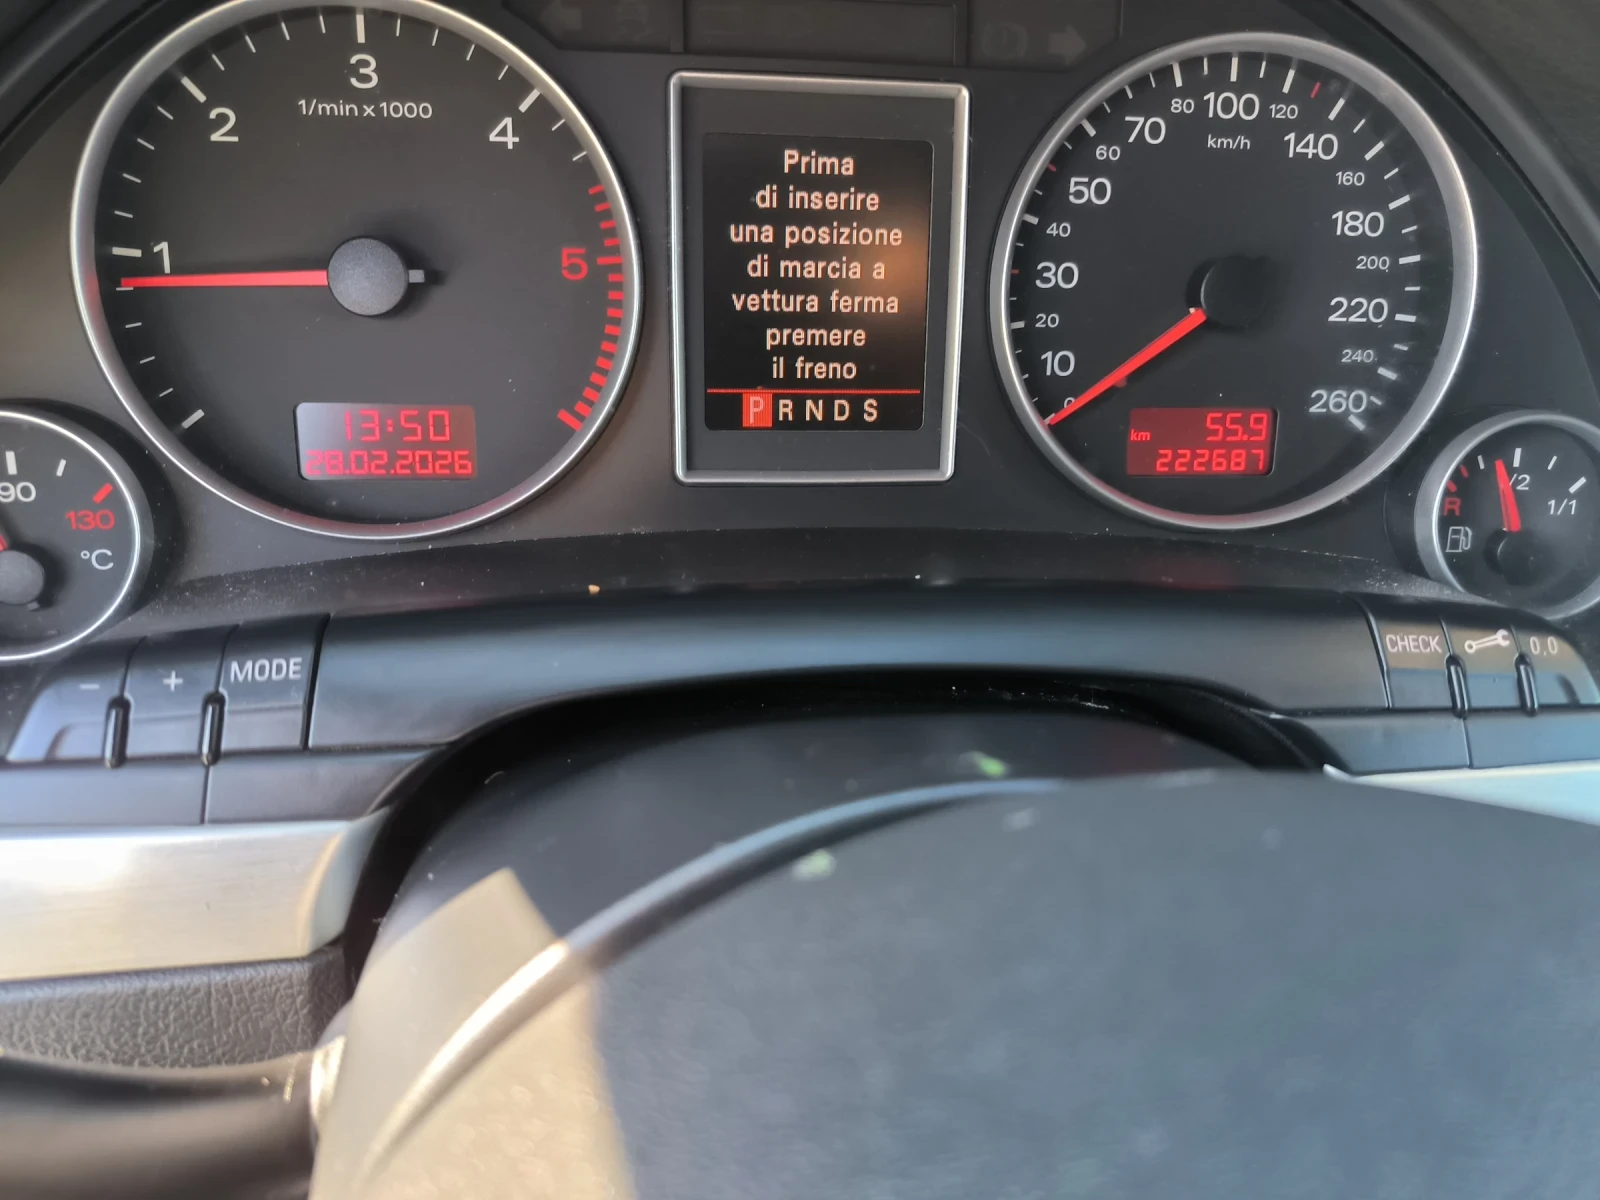 1
2
3
4
5
1/min x 1000
13:50
28.02.2026
90
130
°C
Prima
di inserire
una posizione
di marcia a
vettura ferma
premere
il freno
P R N D S
0
10
20
30
40
50
60
70
80
100
120
140
160
180
200
220
240
260
km/h
km 55.9
222687
R
1/2
1/1
- + MODE
CHECK 0.0